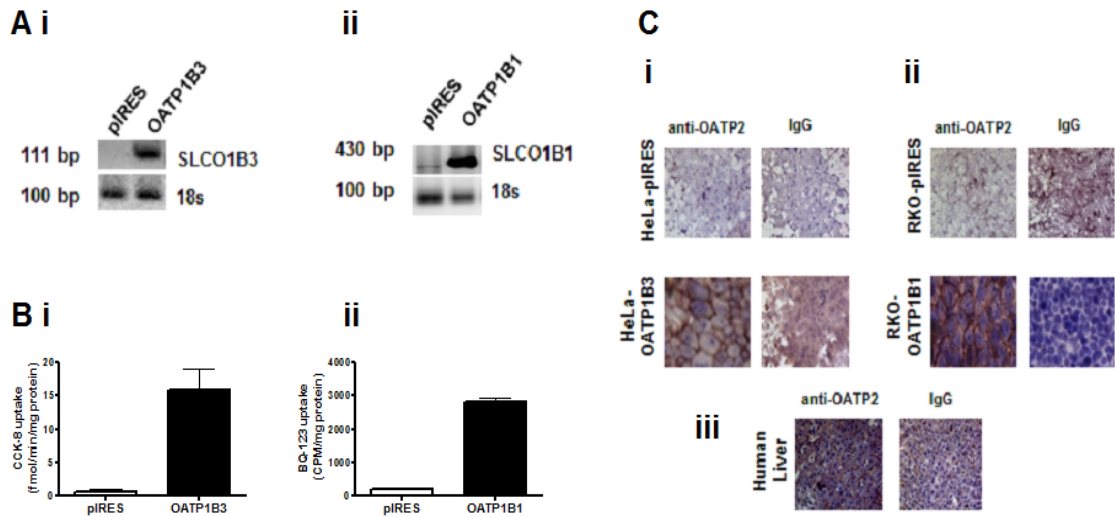 A i
ii
C
pIRES
OATP1B3
111 bp
SLCO1B3
100 bp
18s
pIRES
OATP1B1
430 bp
SLCO1B1
100 bp
18s
i
ii
anti-OATP2
IgG
anti-OATP2
IgG
HeLa-pIRES
RKO-pIRES
HeLa-
OATP1B3
RKO-
OATP1B1
B i
ii
CCK-8 uptake
(fmol/min/mg protein)
20
15
10
5
0
pIRES
OATP1B3
BQ-123 uptake
(CPM/mg protein)
4000
3000
2000
1000
0
pIRES
OATP1B1
iii
anti-OATP2
IgG
Human
Liver